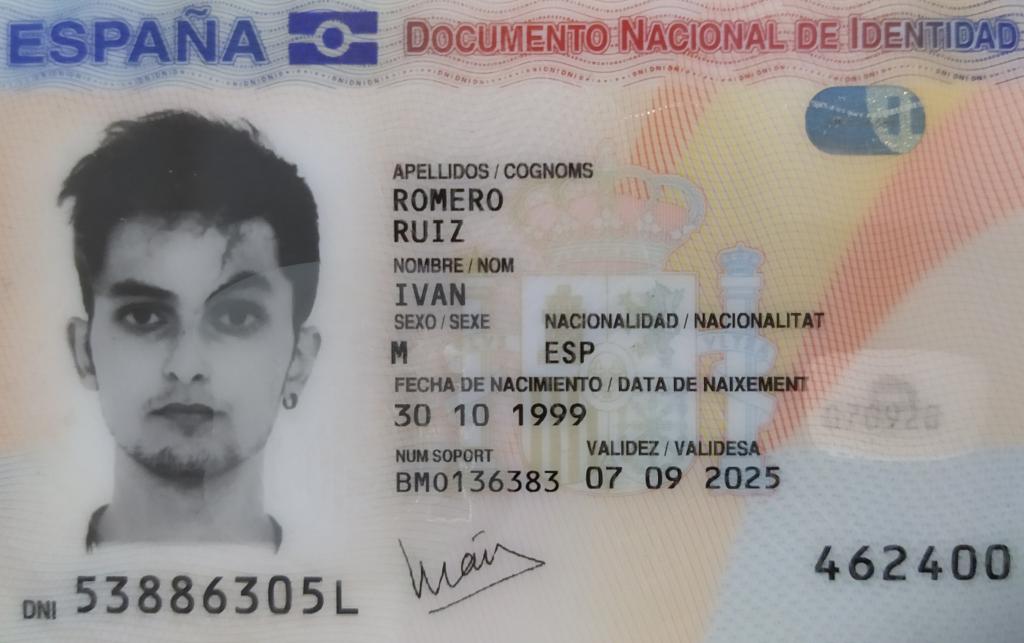 ESPAÑA DOCUMENTO NACIONAL DE IDENTIDAD
APELLIDOS / COGNOMS
ROMERO
RUIZ
NOMBRE / NOM
IVAN
SEXO / SEXE NACIONALIDAD / NACIONALITAT
M ESP
FECHA DE NACIMIENTO / DATA DE NAIXEMENT
30 10 1999
NUM SOPORT VALIDEZ / VALIDESA
BM0136383 07 09 2025
462400
DNI 53886305L